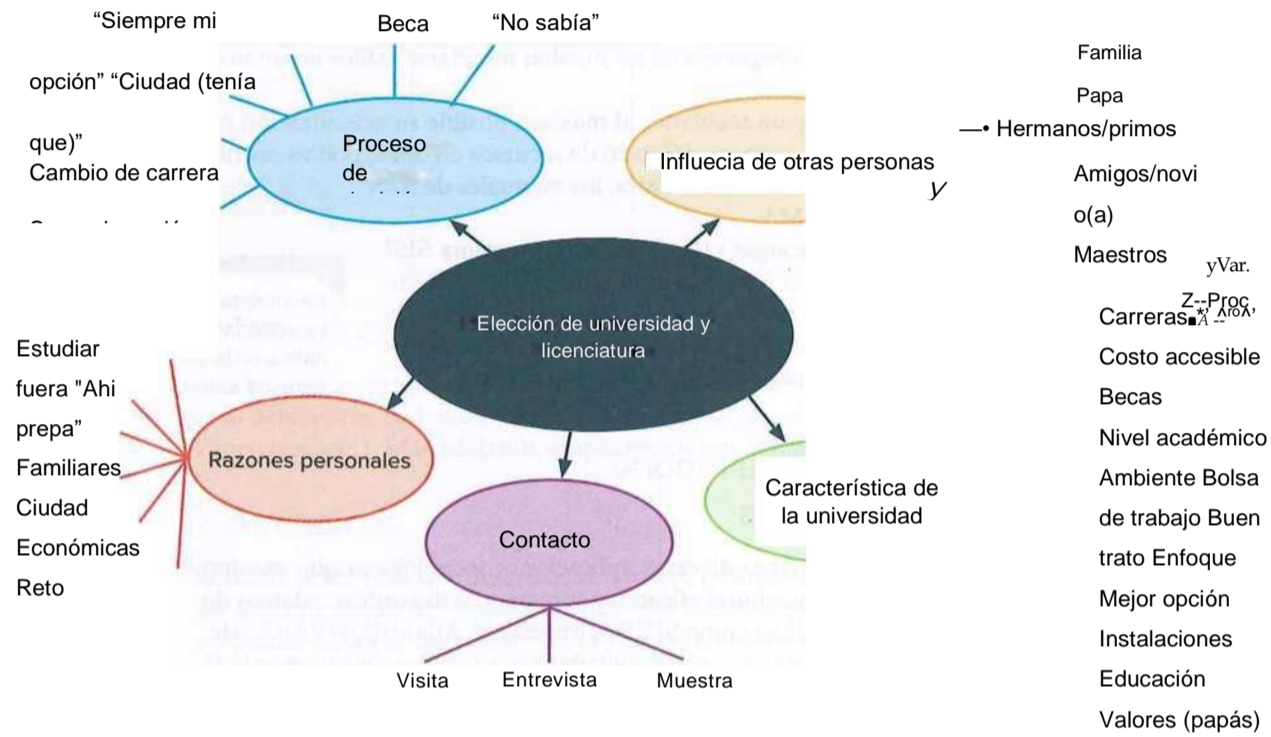 “Siempre mi
Beca
“No sabía”
opción” “Ciudad (tenía
que)”
Cambio de carrera
Proceso
de
Influecia de otras personas
y
Familia
Papa
—• Hermanos/primos
Amigos/novi
o(a)
Maestros
yVar.
Z--Proc
Elección de universidad y
licenciatura
Estudiar
fuera "Ahi
prepa”
Familiares
Ciudad
Económicas
Reto
Razones personales
Contacto
Visita
Entrevista
Muestra
Característica de
la universidad
Carreras
Costo accesible
Becas
Nivel académico
Ambiente Bolsa
de trabajo Buen
trato Enfoque
Mejor opción
Instalaciones
Educación
Valores (papás)